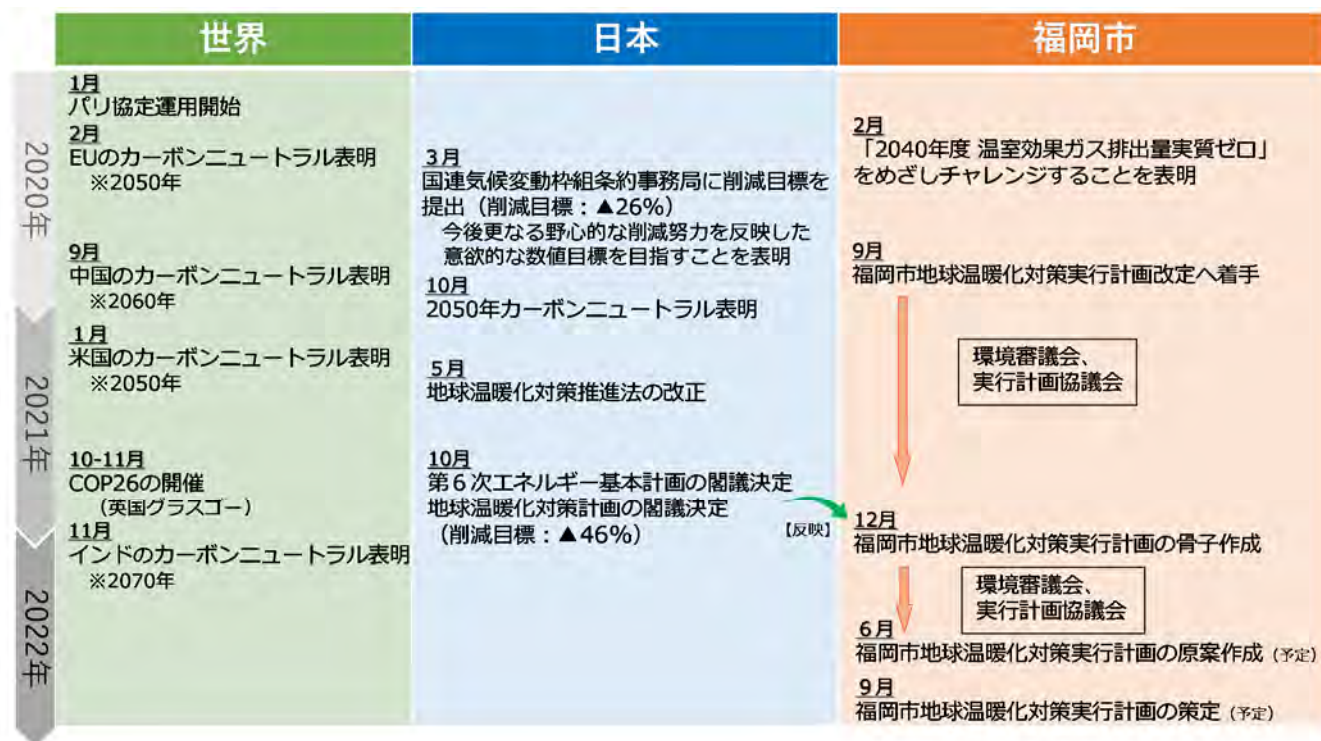 世界
日本
福岡市
2020年
2021年
2022年
1月
パリ協定運用開始
2月
EUのカーボンニュートラル表明
※2050年
9月
中国のカーボンニュートラル表明
※2060年
1月
米国のカーボンニュートラル表明
※2050年
10-11月
COP26の開催
（英国グラスゴー）
11月
インドのカーボンニュートラル表明
※2070年
3月
国連気候変動枠組条約事務局に削減目標を
提出（削減目標：▲26%）
今後更なる野心的な削減努力を反映した
意欲的な数値目標を目指すことを表明
10月
2050年カーボンニュートラル表明
5月
地球温暖化対策推進法の改正
10月
第６次エネルギー基本計画の閣議決定
地球温暖化対策計画の閣議決定
（削減目標：▲46%）
【反映】
2月
「2040年度 温室効果ガス排出量実質ゼロ」
をめざしチャレンジすることを表明
9月
福岡市地球温暖化対策実行計画改定へ着手
環境審議会、
実行計画協議会
12月
福岡市地球温暖化対策実行計画の骨子作成
環境審議会、
実行計画協議会
6月
福岡市地球温暖化対策実行計画の原案作成（予定）
9月
福岡市地球温暖化対策実行計画の策定（予定）